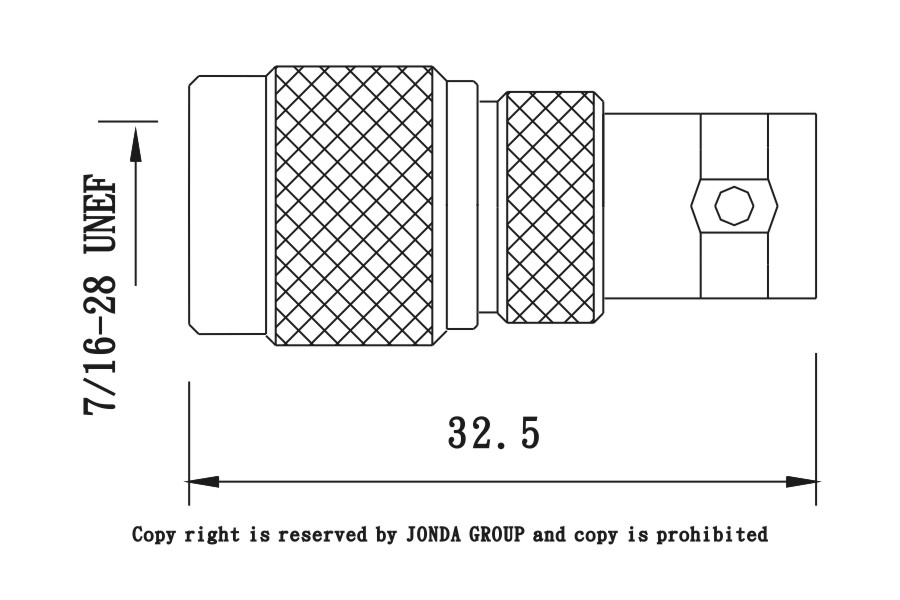 7/16-28 UNEF
32.5
Copy right is reserved by JONDA GROUP and copy is prohibited